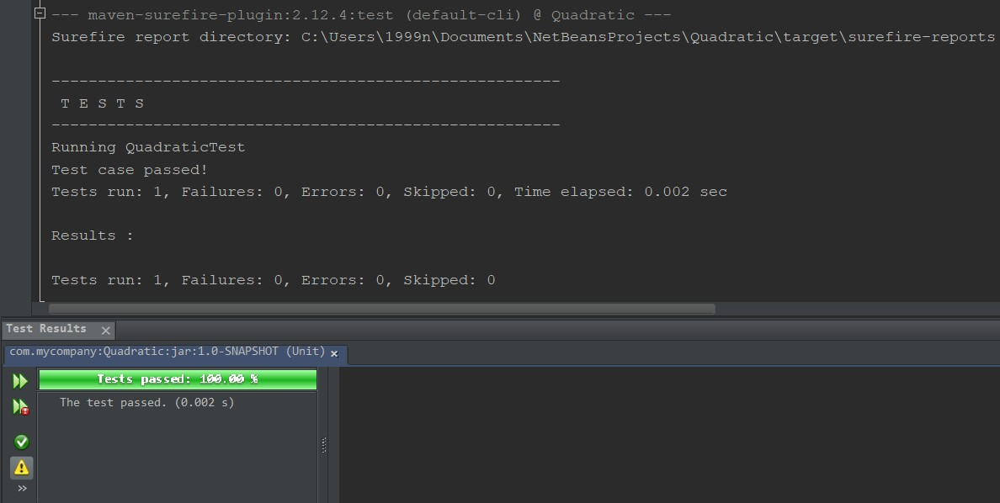 --- maven-surefire-plugin:2.12.4:test (default-cli) @ Quadratic ---
Surefire report directory: C:\Users\1999n\Documents\NetBeansProjects\Quadratic\target\surefire-reports
-------------------------------------------------------
T E S T S
-------------------------------------------------------
Running QuadraticTest
Test case passed!
Tests run: 1, Failures: 0, Errors: 0, Skipped: 0, Time elapsed: 0.002 sec
Results :
Tests run: 1, Failures: 0, Errors: 0, Skipped: 0
Test Results
com.mycompany:Quadratic:jar:1.0-SNAPSHOT (Unit)
Tests passed: 100.00 %
The test passed. (0.002 s)